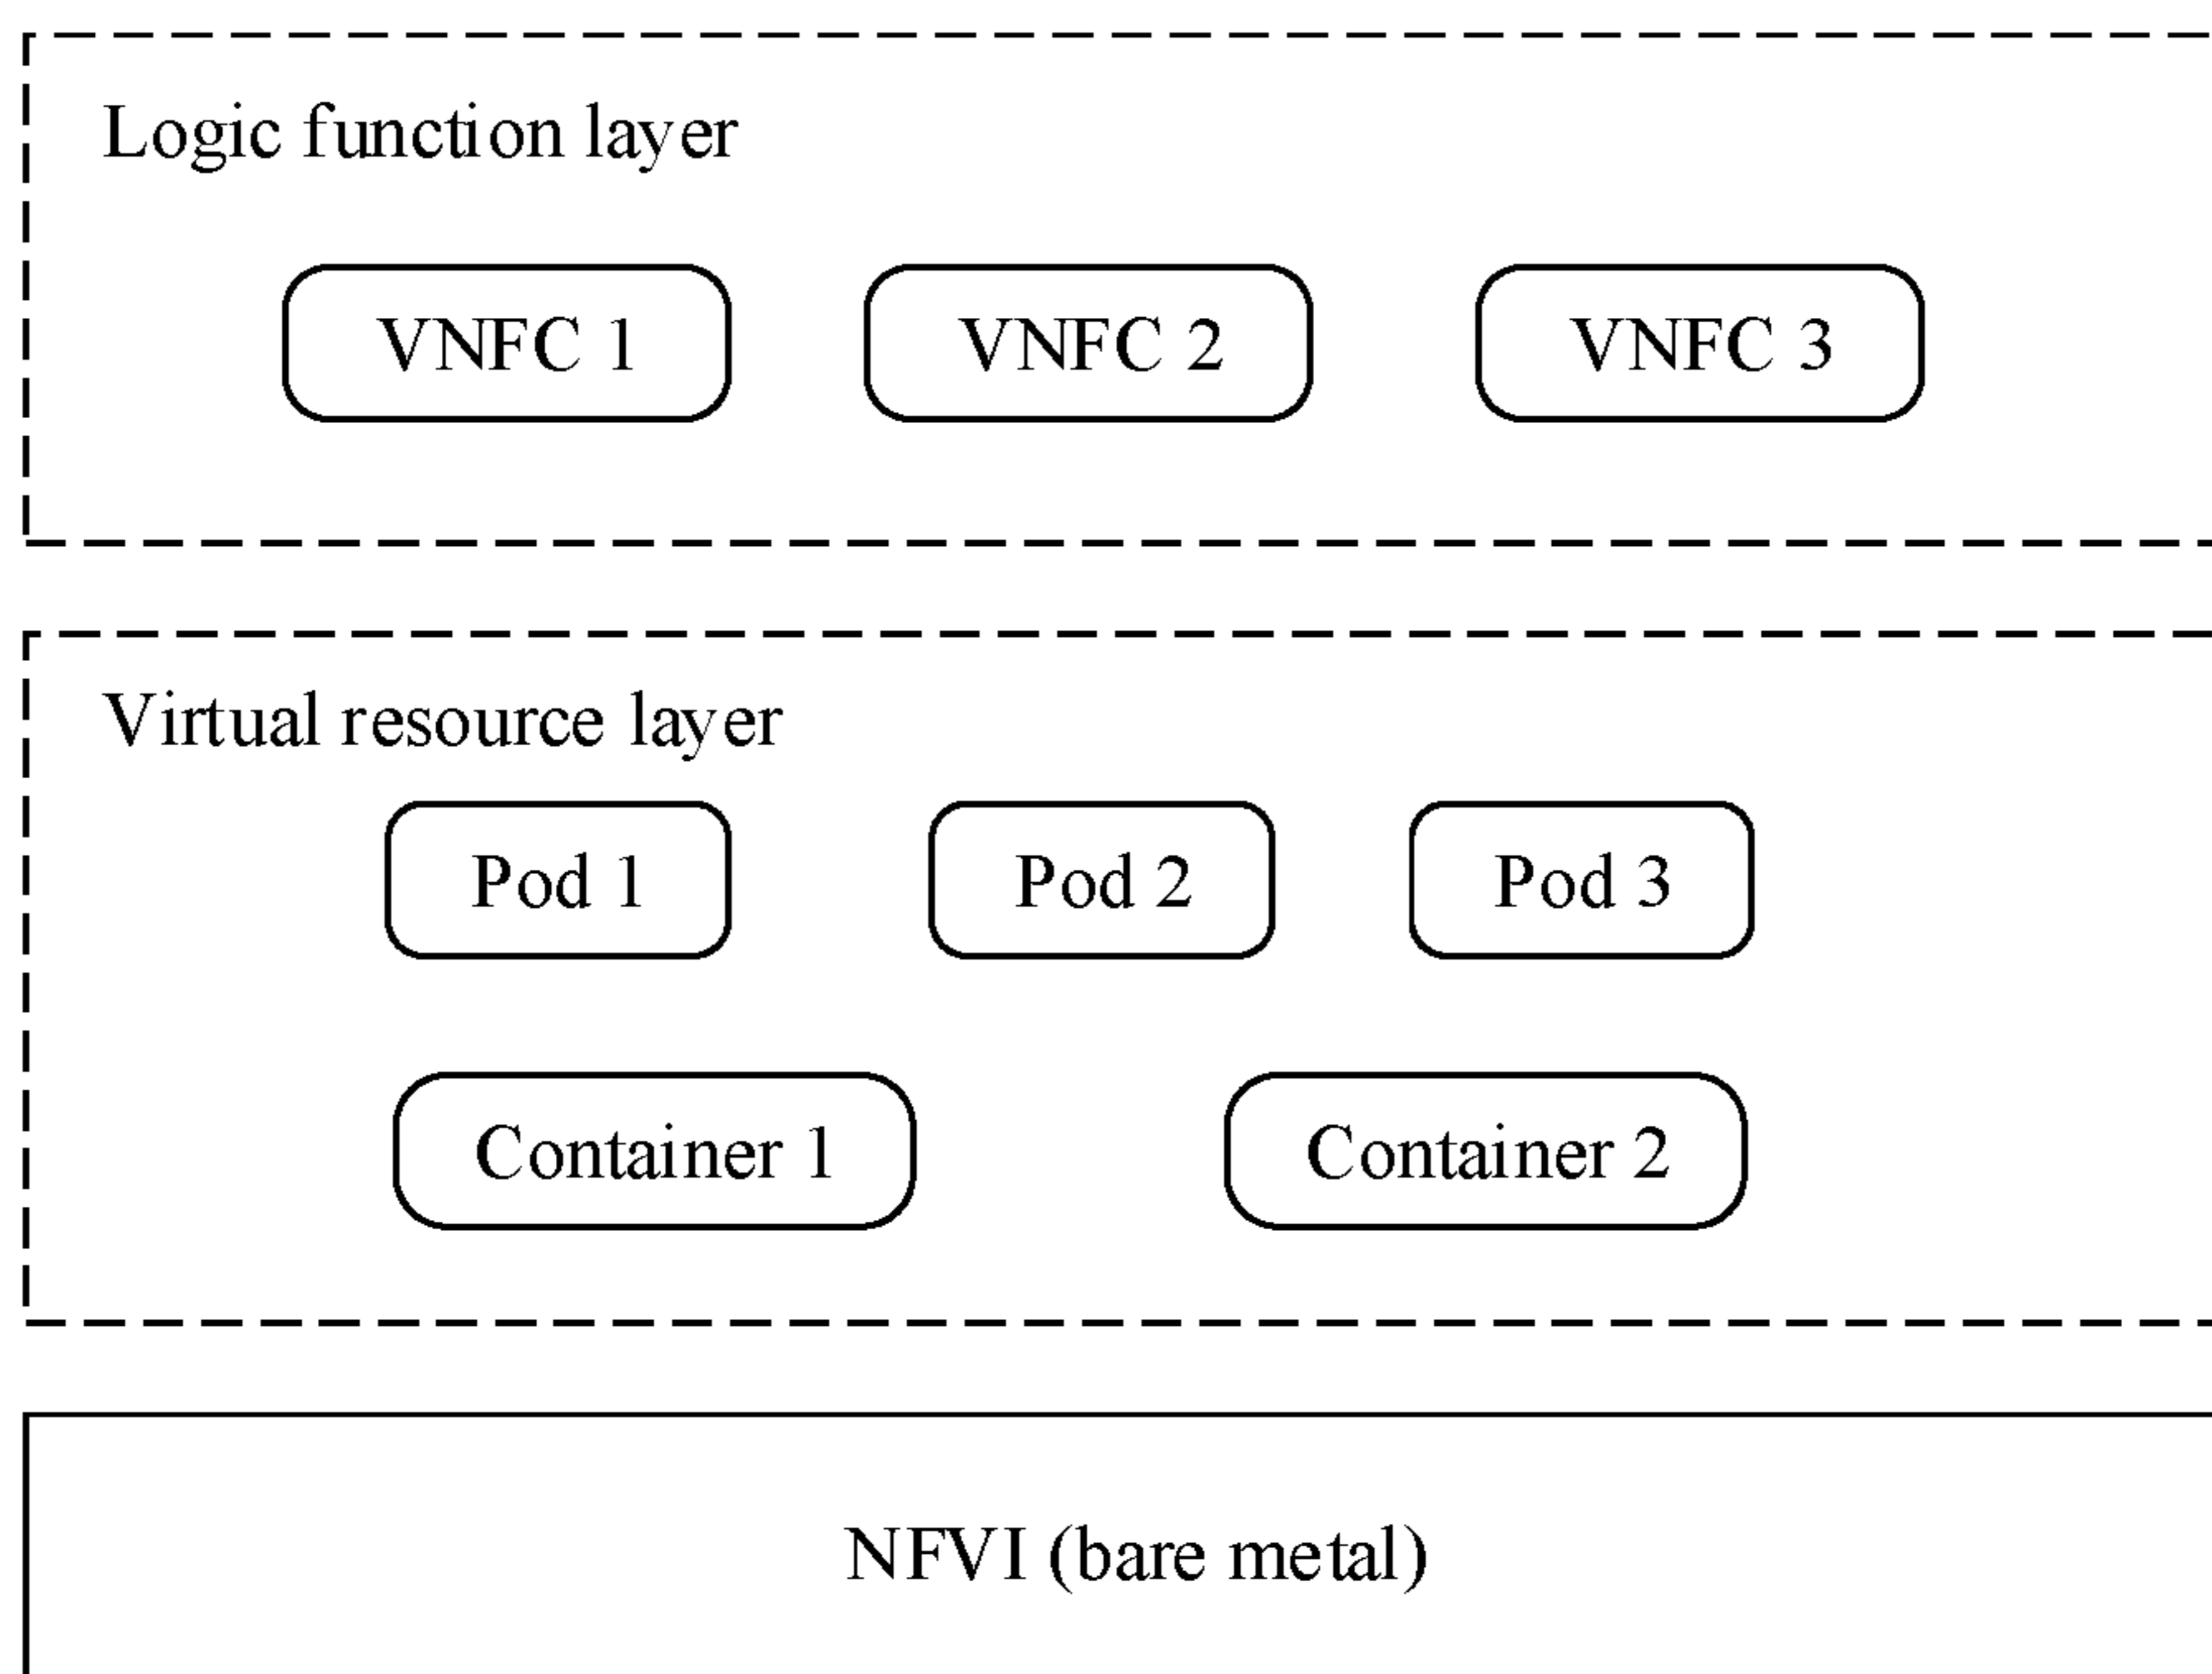 Logic function layer
VNFC 1 VNFC 2 VNFC 3
Virtual resource layer
Pod 1 Pod 2 Pod 3
Container 1 Container 2
NFVI (bare metal)